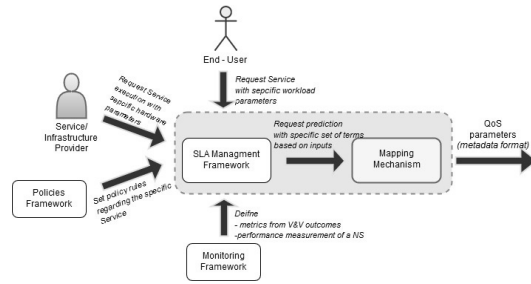 End - User
Request Service
with sepcific workload
parameters
Request Service
execution with
sepcific hardware
parameters
Service/
Infrastructure
Provider
Request prediction
with specific set of terms
based on inputs
QoS
parameters
(metadata format)
SLA Managment
Framework
Mapping
Mechanism
Policies
Framework
Set policy rules
regarding the specific
Service
Deifne
- metrics from V&V outcomes
-performance measurement of a NS
Monitoring
Framework